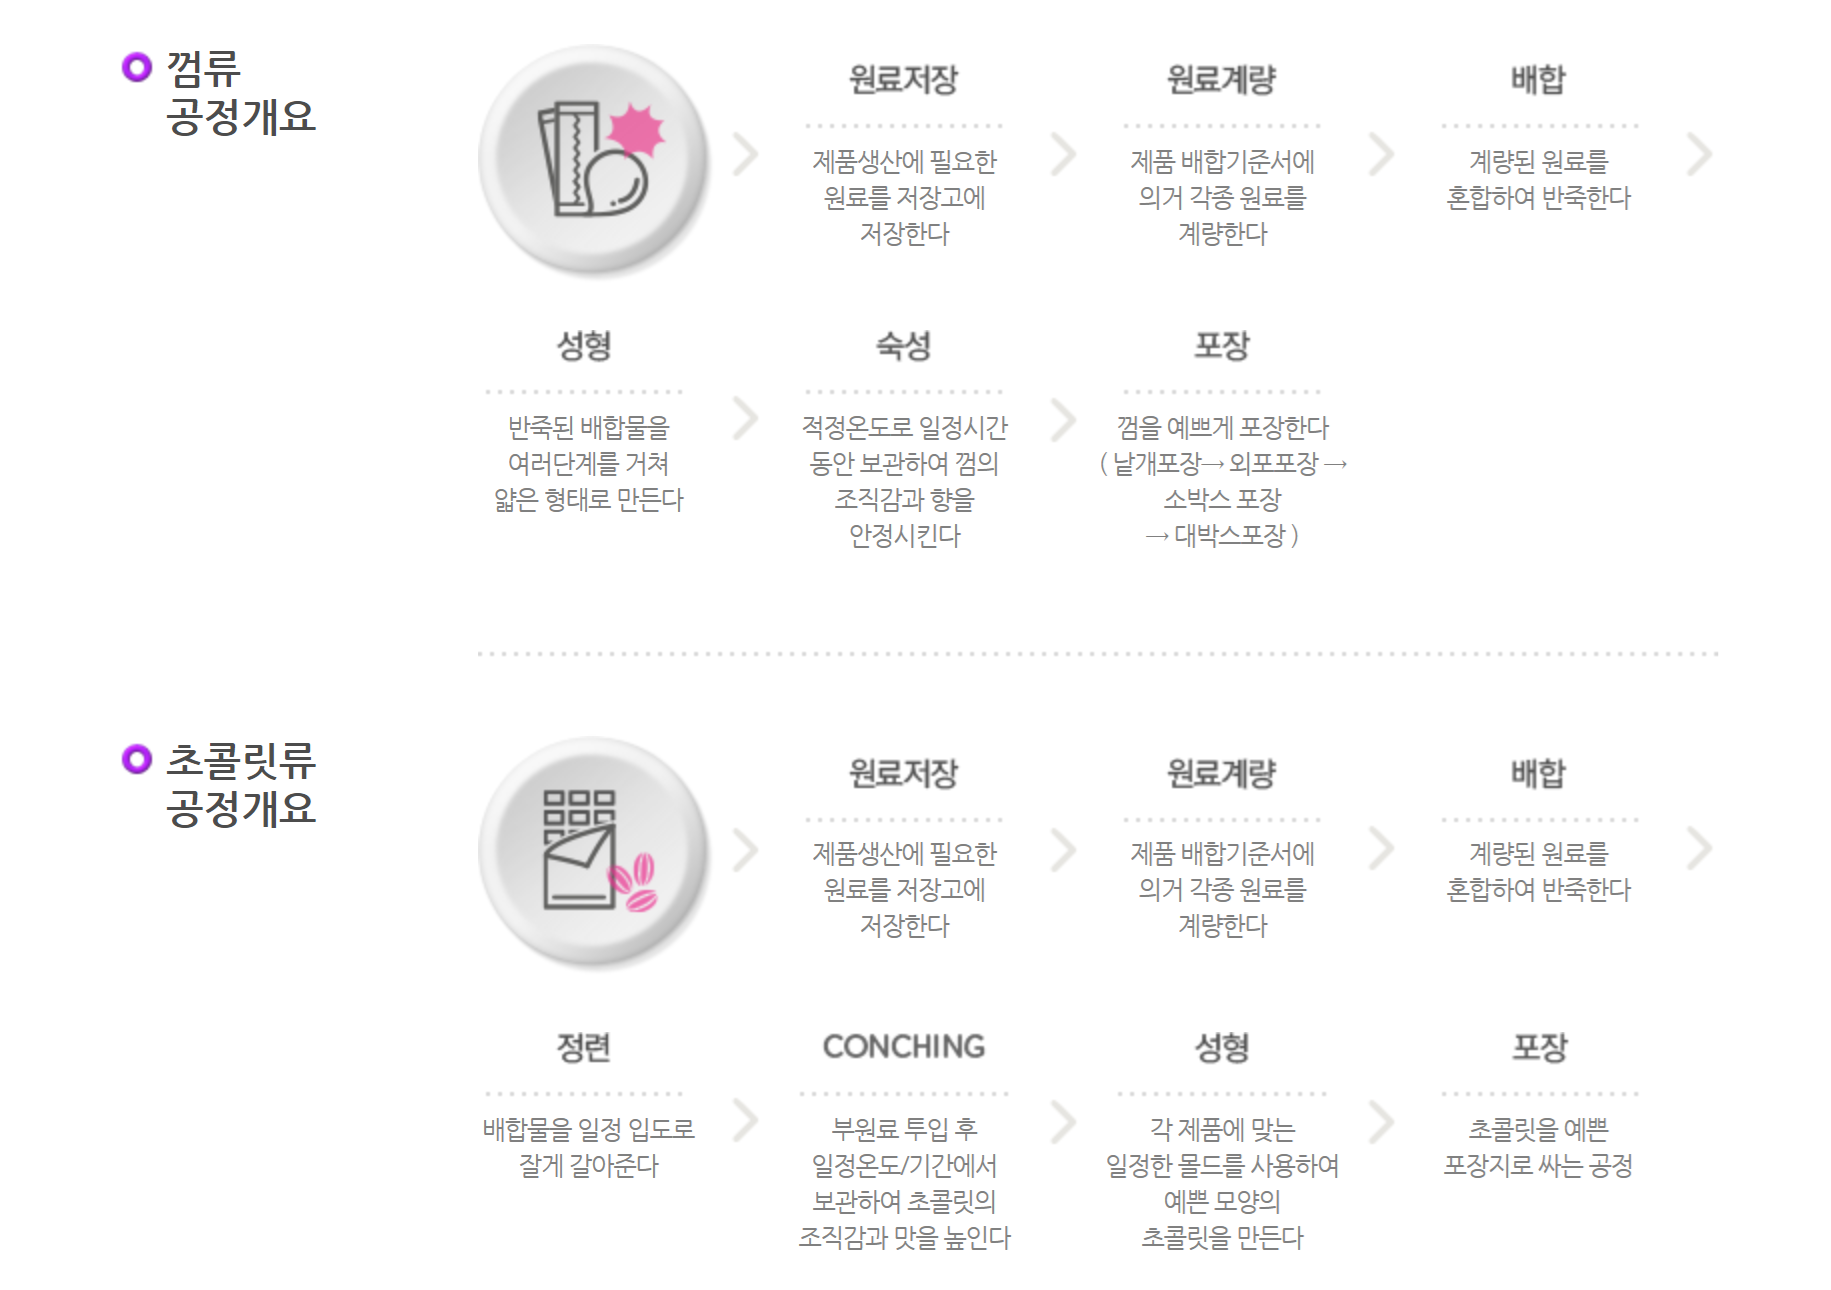 껌류
공정개요
원료저장
제품생산에 필요한
원료를 저장고에
저장한다
원료계량
제품 배합기준서에
의거 각종 원료를
계량한다
배합
계량된 원료를
혼합하여 반죽한다
성형
반죽된 배합물을
여러단계를 거쳐
얇은 형태로 만든다
숙성
적정온도로 일정시간
동안 보관하여 껌의
조직감과 향을
안정시킨다
포장
껌을 예쁘게 포장한다
( 낱개포장→ 외포포장 →
소박스 포장
→ 대박스포장 )
초콜릿류
공정개요
원료저장
제품생산에 필요한
원료를 저장고에
저장한다
원료계량
제품 배합기준서에
의거 각종 원료를
계량한다
배합
계량된 원료를
혼합하여 반죽한다
정련
배합물을 일정 입도로
잘게 갈아준다
CONCHING
부원료 투입 후
일정온도/기간에서
보관하여 초콜릿의
조직감과 맛을 높인다
성형
각 제품에 맞는
일정한 몰드를 사용하여
예쁜 모양의
초콜릿을 만든다
포장
초콜릿을 예쁜
포장지로 싸는 공정